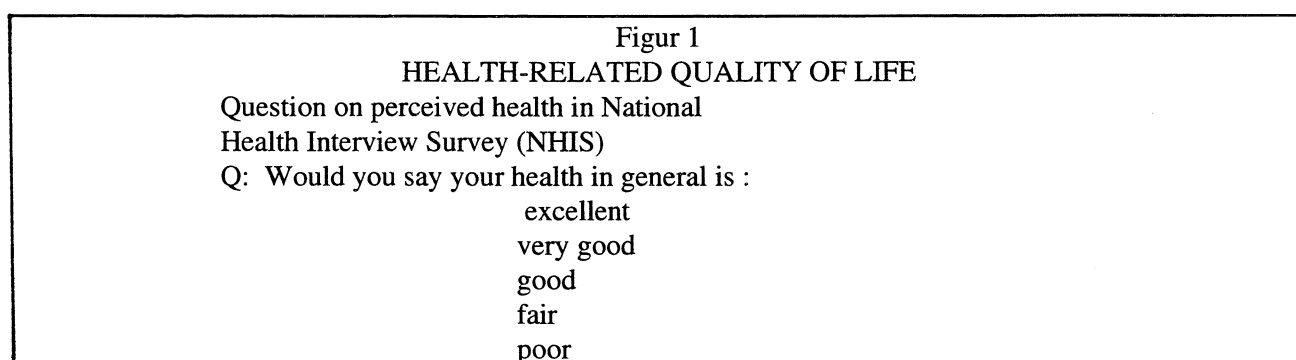 Figur 1
HEALTH-RELATED QUALITY OF LIFE
Question on perceived health in National
Health Interview Survey (NHIS)
Q: Would you say your health in general is :
excellent
very good
good
fair
poor